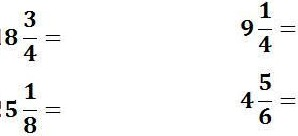 8 3/4 =
9 1/4 =
5 1/8 =
4 5/6 =